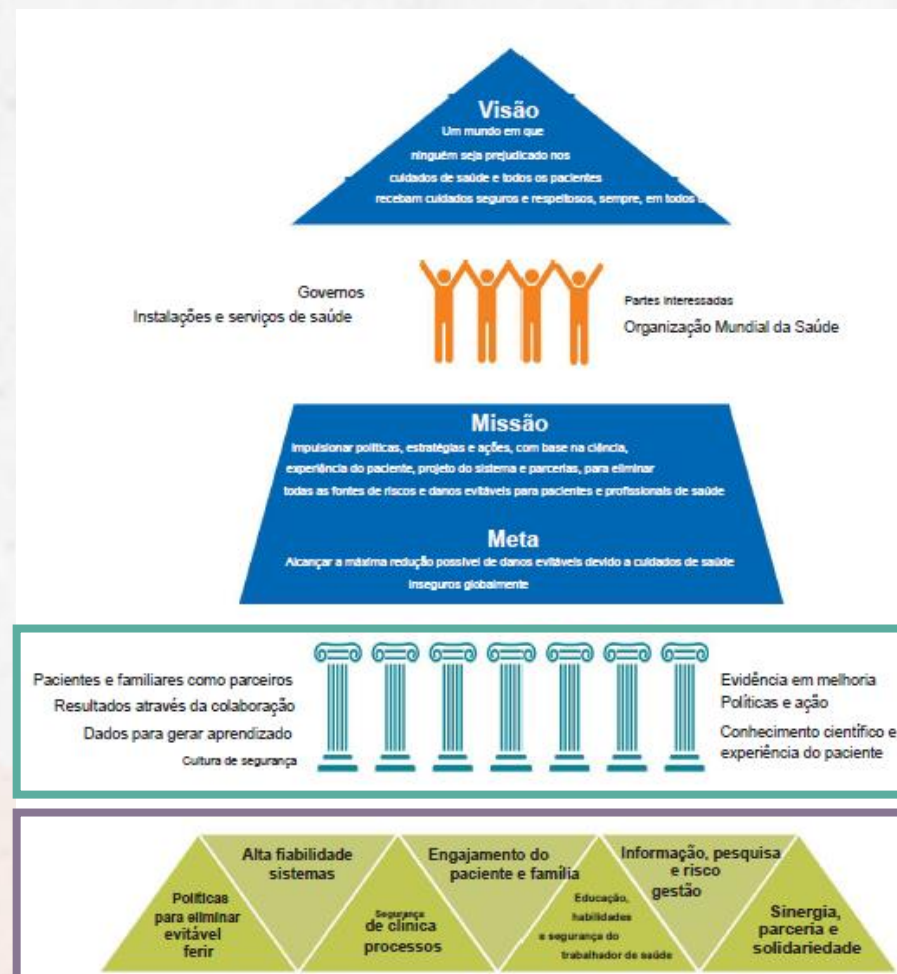 Visão
Um mundo em que
ninguém seja prejudicado nos
cuidados de saúde e todos os pacientes
recebam cuidados seguros e respeitosos, sempre, em todos
Governos
Instalações e serviços de saúde
Partes interessadas
Organização Mundial da Saúde
Missão
Impulsionar políticas, estratégias e ações, com base na ciência,
experiência do paciente, projeto do sistema e parcerias, para eliminar
todas as fontes de riscos e danos evitáveis para pacientes e profissionais de saúde
Meta
Alcançar a máxima redução possível de danos evitáveis devido a cuidados de saúde
inseguros globalmente
Pacientes e familiares como parceiros
Resultados através da colaboração
Dados para gerar aprendizado
Cultura de segurança
Evidência em melhoria
Políticas e ação
Conhecimento científico e
experiência do paciente
Políticas
para eliminar
evitável
ferir
Alta fiabilidade
sistemas
Segurança
de clínica
processos
Engajamento do
paciente e família
Educação,
habilidades
e segurança do
trabalhador de saúde
Informação, pesquisa
e risco
gestão
Sinergia,
parceria e
solidariedade